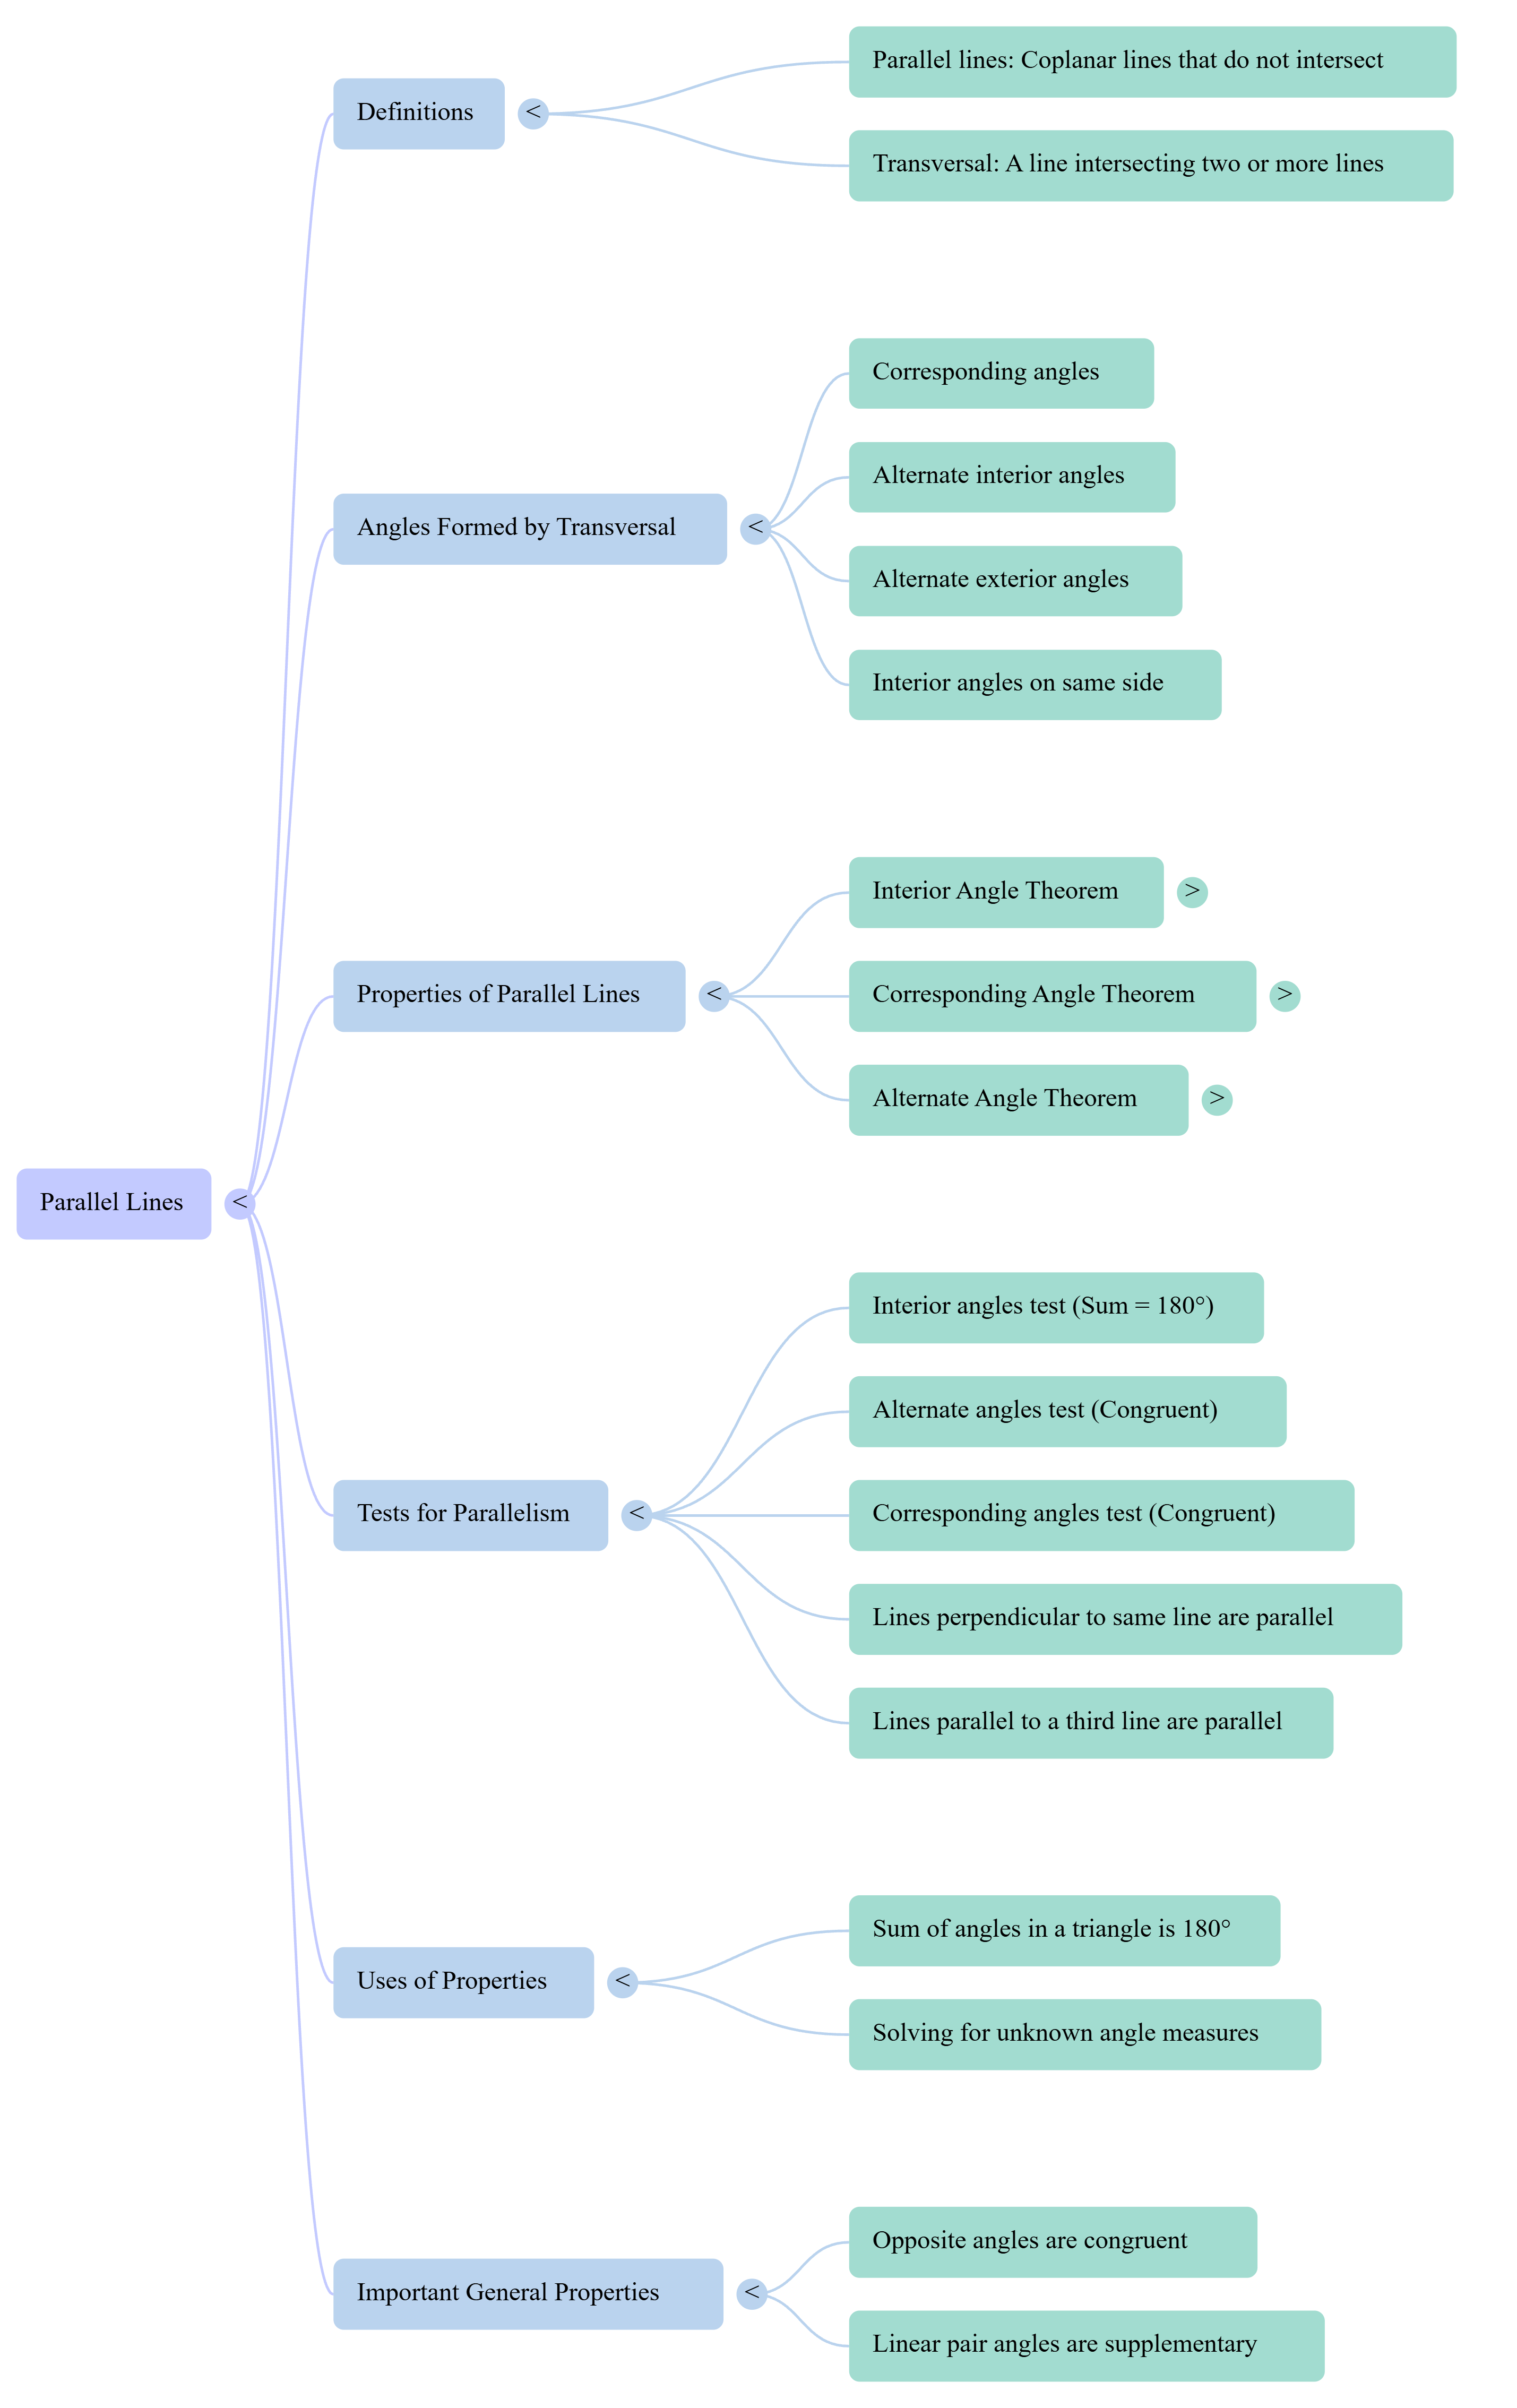 Parallel Lines
<
Definitions
<
Parallel lines: Coplanar lines that do not intersect
Transversal: A line intersecting two or more lines
Angles Formed by Transversal
<
Corresponding angles
Alternate interior angles
Alternate exterior angles
Interior angles on same side
Properties of Parallel Lines
<
Interior Angle Theorem
>
Corresponding Angle Theorem
>
Alternate Angle Theorem
>
Tests for Parallelism
<
Interior angles test (Sum = 180°)
Alternate angles test (Congruent)
Corresponding angles test (Congruent)
Lines perpendicular to same line are parallel
Lines parallel to a third line are parallel
Uses of Properties
<
Sum of angles in a triangle is 180°
Solving for unknown angle measures
Important General Properties
<
Opposite angles are congruent
Linear pair angles are supplementary